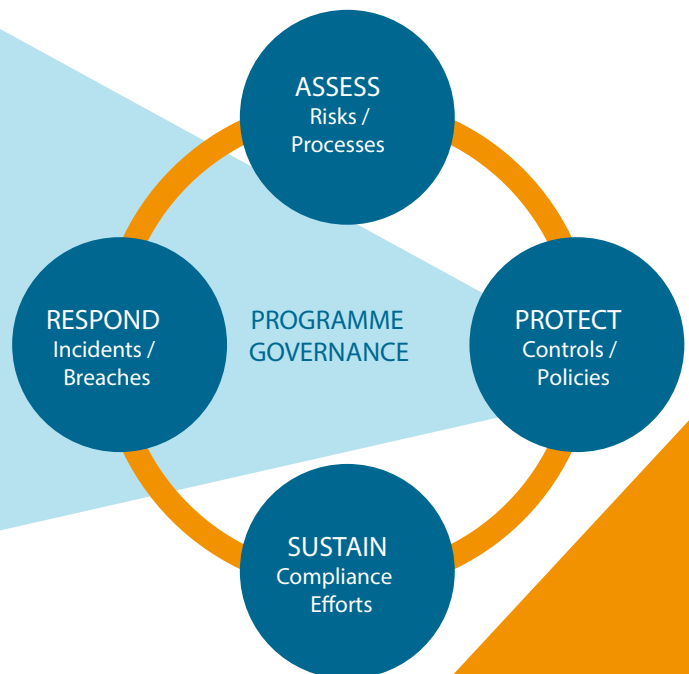 ASSESS
Risks /
Processes
RESPOND
Incidents /
Breaches
PROGRAMME
GOVERNANCE
PROTECT
Controls /
Policies
SUSTAIN
Compliance
Efforts